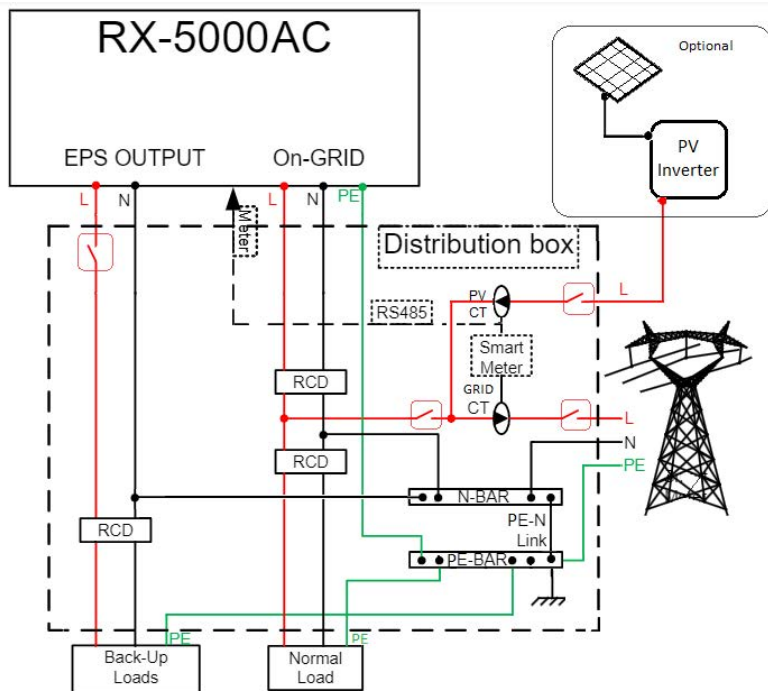 RX-5000AC
EPS OUTPUT
On-GRID
L
N
L
N
PE
Meter
Optional
PV
Inverter
Distribution box
PV
CT
L
RS485
Smart
Meter
GRID
CT
L
N
PE
RCD
RCD
N-BAR
PE-N
Link
RCD
PE-BAR
PE
PE
Back-Up
Loads
Normal
Load